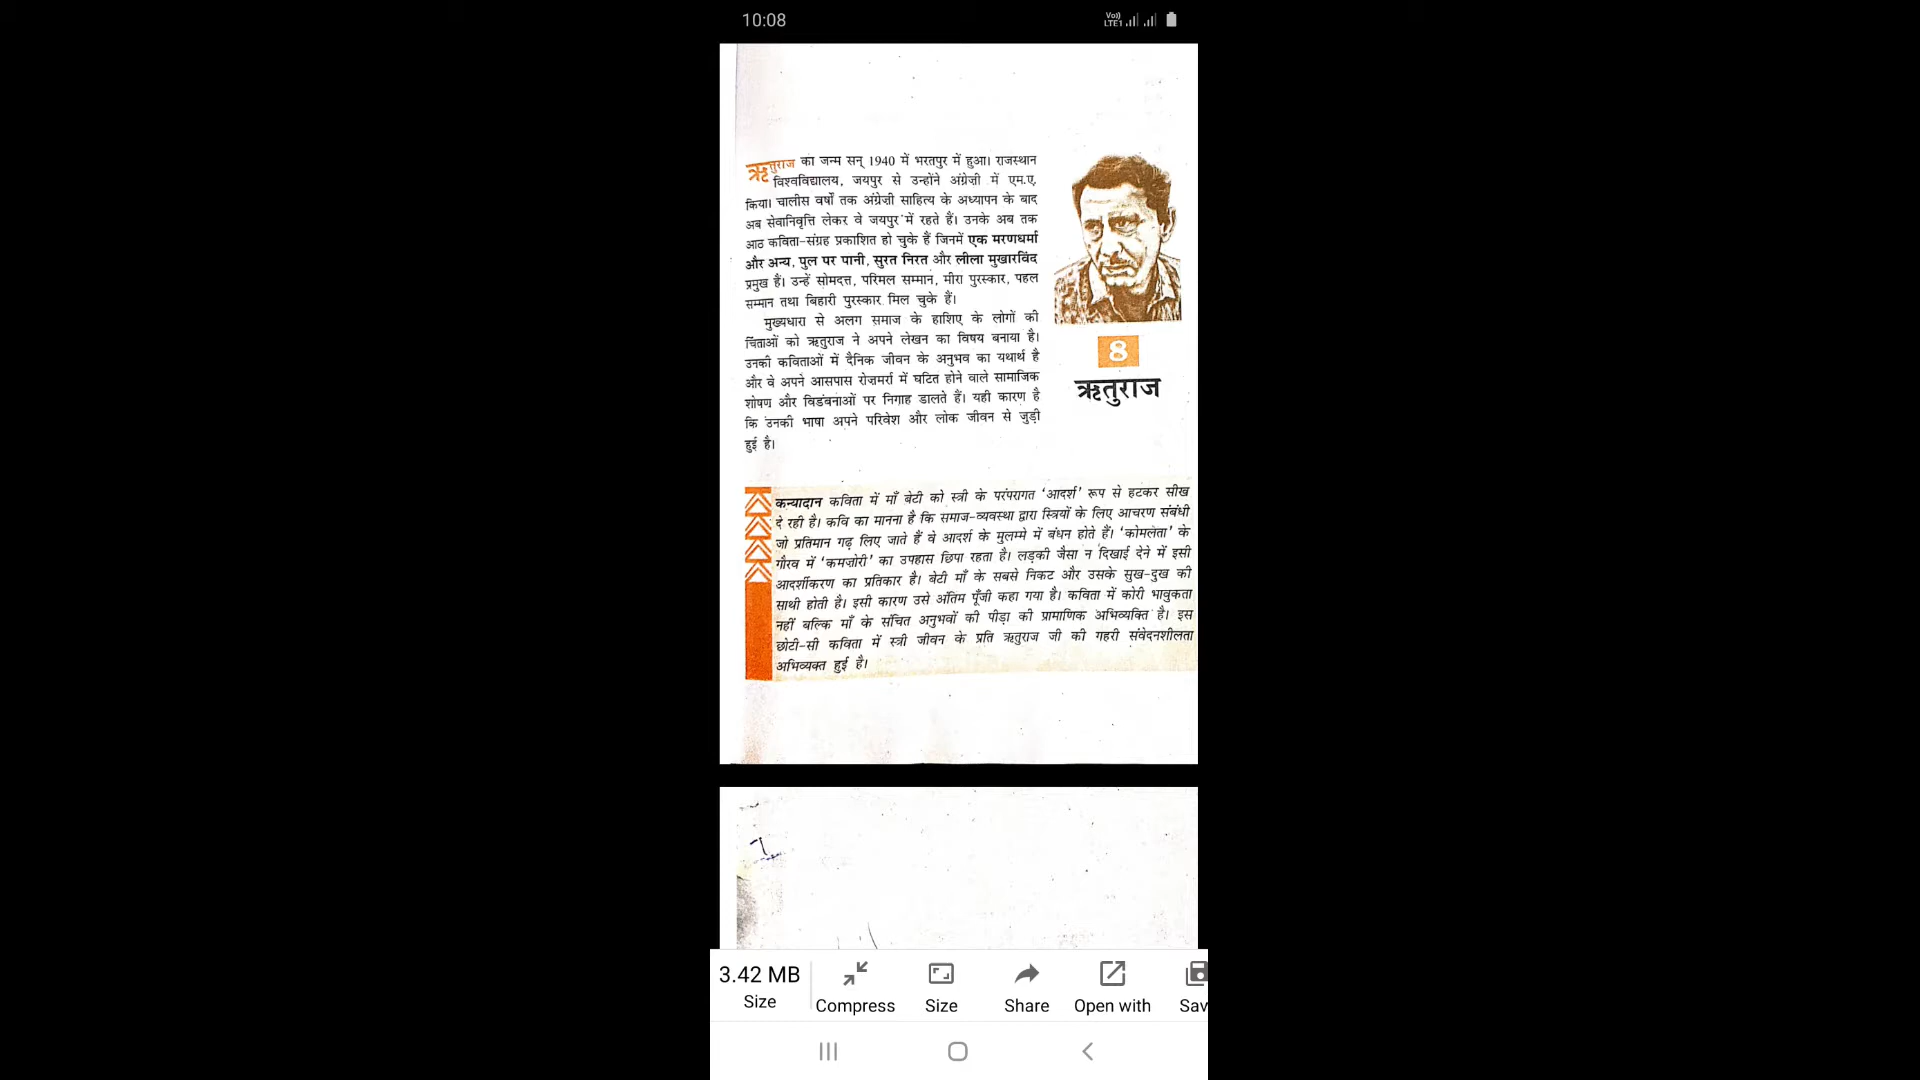 10:08
Vo)) LTE1
ऋतुराज का जन्म सन् 1940 में भरतपुर में हुआ। राजस्थान
विश्वविद्यालय, जयपुर से उन्होंने अंग्रेज़ी में एम.ए.
किया। चालीस वर्षों तक अंग्रेज़ी साहित्य के अध्यापन के बाद
अब सेवानिवृत्ति लेकर वे जयपुर में रहते हैं। उनके अब तक
आठ कविता-संग्रह प्रकाशित हो चुके हैं जिनमें एक मरणधर्मा
और अन्य, पुल पर पानी, सुरत निरत और लीला मुखारविंद
प्रमुख हैं। उन्हें सोमदत्त, परिमल सम्मान, मीरा पुरस्कार, पहल
सम्मान तथा बिहारी पुरस्कार मिल चुके हैं।
मुख्यधारा से अलग समाज के हाशिए के लोगों की
चिंताओं को ऋतुराज ने अपने लेखन का विषय बनाया है।
उनकी कविताओं में दैनिक जीवन के अनुभव का यथार्थ है
और वे अपने आसपास रोज़मर्रा में घटित होने वाले सामाजिक
शोषण और विडंबनाओं पर निगाह डालते हैं। यही कारण है
कि उनकी भाषा अपने परिवेश और लोक जीवन से जुड़ी
हुई है।
8
ऋतुराज
कन्यादान कविता में माँ बेटी को स्त्री के परंपरागत ‘आदर्श’ रूप से हटकर सीख
दे रही है। कवि का मानना है कि समाज-व्यवस्था द्वारा स्त्रियों के लिए आचरण संबंधी
जो प्रतिमान गढ़ लिए जाते हैं वे आदर्श के मुलम्मे में बंधन होते हैं। ‘कोमलता’ के
गौरव में ‘कमज़ोरी’ का उपहास छिपा रहता है। लड़की जैसा न दिखाई देने में इसी
आदर्शीकरण का प्रतिकार है। बेटी माँ के सबसे निकट और उसके सुख-दुख की
साथी होती है। इसी कारण उसे अंतिम पूँजी कहा गया है। कविता में कोरी भावुकता
नहीं बल्कि माँ के संचित अनुभवों की पीड़ा की प्रामाणिक अभिव्यक्ति है। इस
छोटी-सी कविता में स्त्री जीवन के प्रति ऋतुराज जी की गहरी संवेदनशीलता
अभिव्यक्त हुई है।
3.42 MB
Size
Compress
Size
Share
Open with
Sav